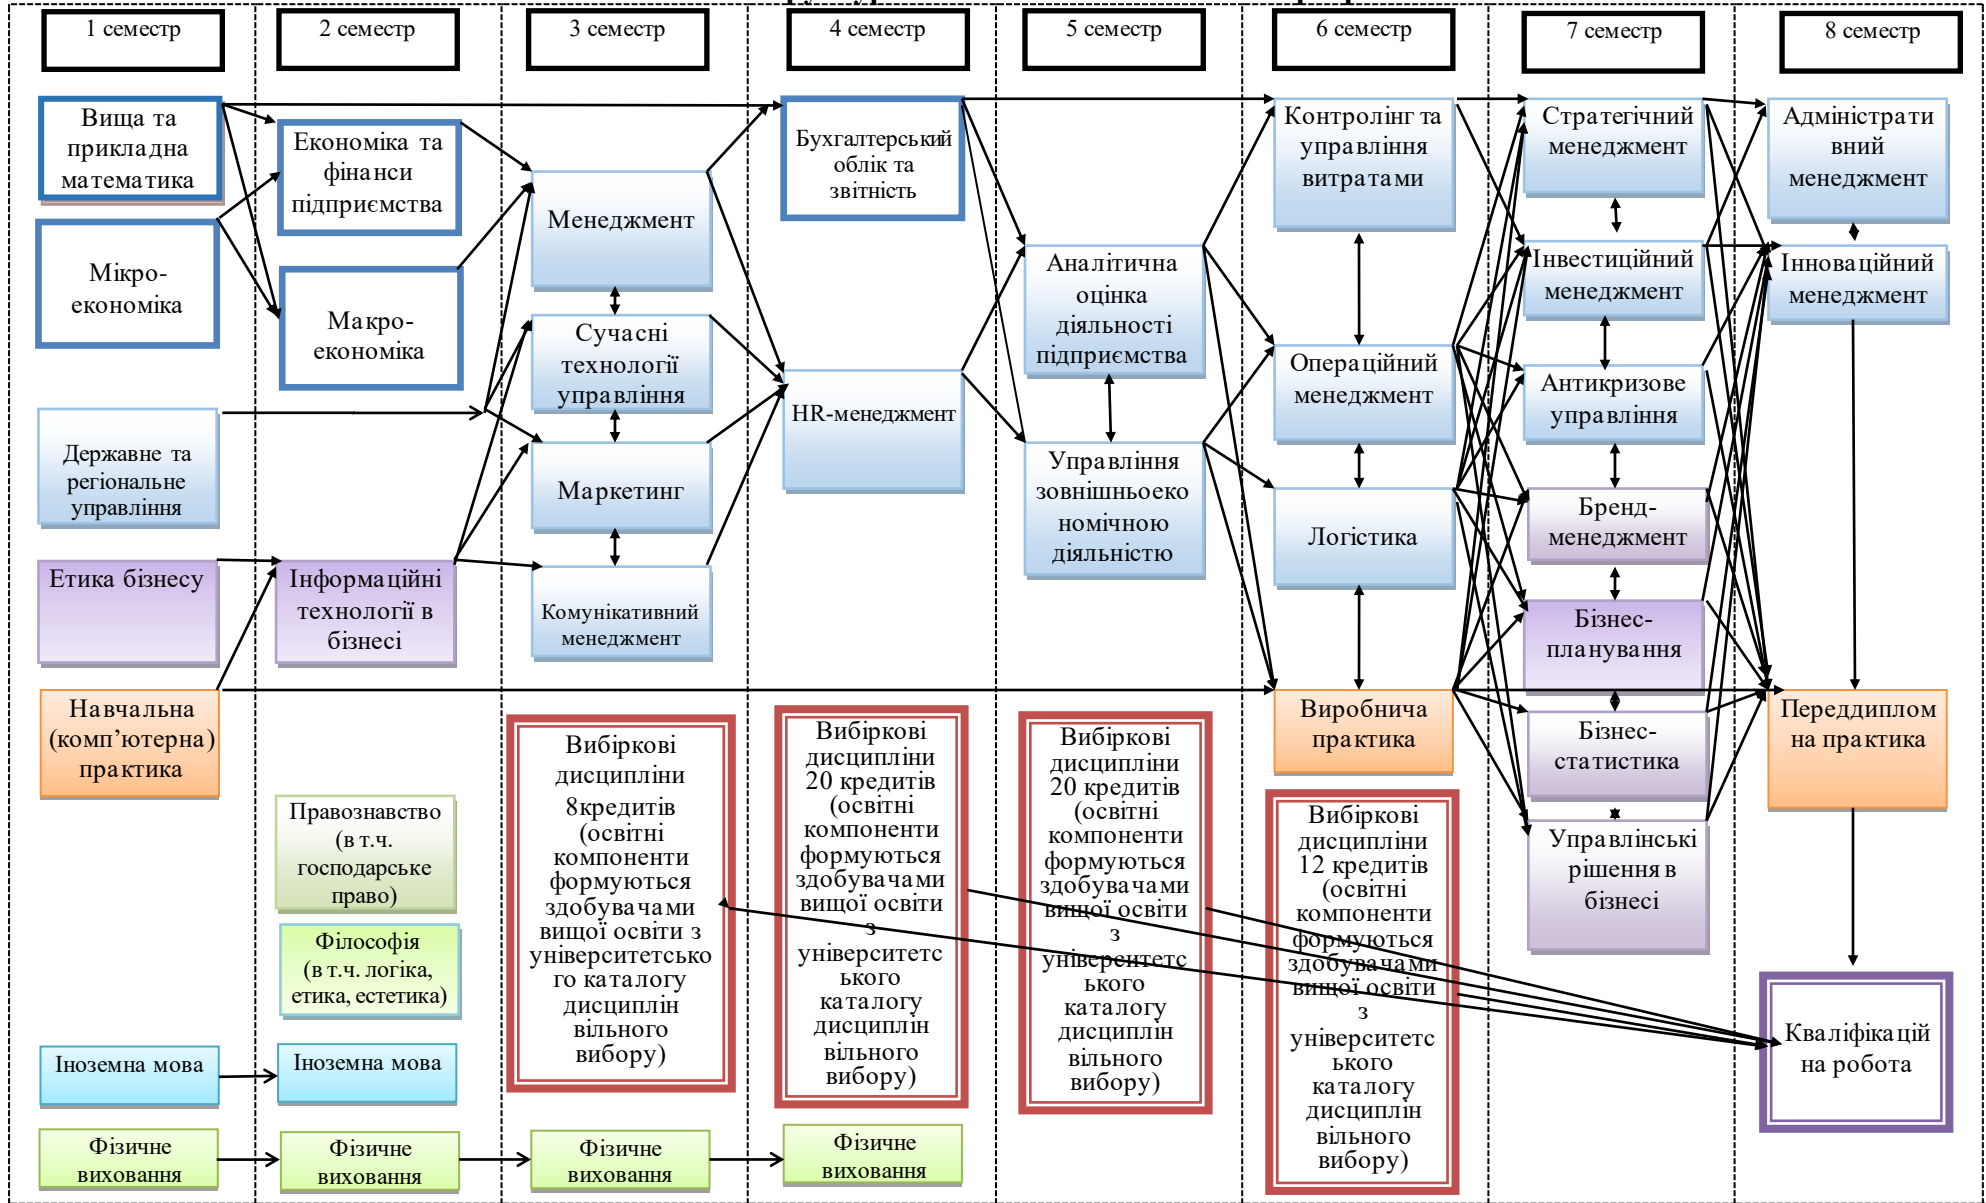 1 семестр
2 семестр
3 семестр
4 семестр
5 семестр
6 семестр
7 семестр
8 семестр
Вища та
прикладна
математика
Мікро-
економіка
Державне та
регіональне
управління
Етика бізнесу
Навчальна
(комп’ютерна)
практика
Іноземна мова
Фізичне
виховання
Економіка та
фінанси
підприємства
Макро-
економіка
Інформаційні
технології в
бізнесі
Правознавство
(в т.ч.
господарське
право)
Філософія
(в т.ч. логіка,
етика, естетика)
Іноземна мова
Фізичне
виховання
Менеджмент
Сучасні
технології
управління
Маркетинг
Комунікативний
менеджмент
Вибіркові
дисципліни
8кредитів
(освітні
компоненти
формуються
здобувачами
вищої освіти з
університетсько
го каталогу
дисциплін
вільного
вибору)
Фізичне
виховання
Бухгалтерський
облік та
звітність
HR-менеджмент
Вибіркові
дисципліни
20 кредитів
(освітні
компоненти
формуються
здобувачами
вищої освіти
з
університетс
ького
каталогу
дисциплін
вільного
вибору)
Фізичне
виховання
Аналітична
оцінка
діяльності
підприємства
Управління
зовнішньоеко
номічною
діяльністю
Вибіркові
дисципліни
20 кредитів
(освітні
компоненти
формуються
здобувачами
вищої освіти
з
університетс
ького
каталогу
дисциплін
вільного
вибору)
Контролінг та
управління
витратами
Операційний
менеджмент
Логістика
Виробнича
практика
Вибіркові
дисципліни
12 кредитів
(освітні
компоненти
формуються
здобувачами
вищої освіти
з
університетс
ького
каталогу
дисциплін
вільного
вибору)
Стратегічний
менеджмент
Інвестиційний
менеджмент
Антикризове
управління
Бренд-
менеджмент
Бізнес-
планування
Бізнес-
статистика
Управлінські
рішення в
бізнесі
Адміністрати
вний
менеджмент
Інноваційний
менеджмент
Переддиплом
на практика
Кваліфікацій
на робота